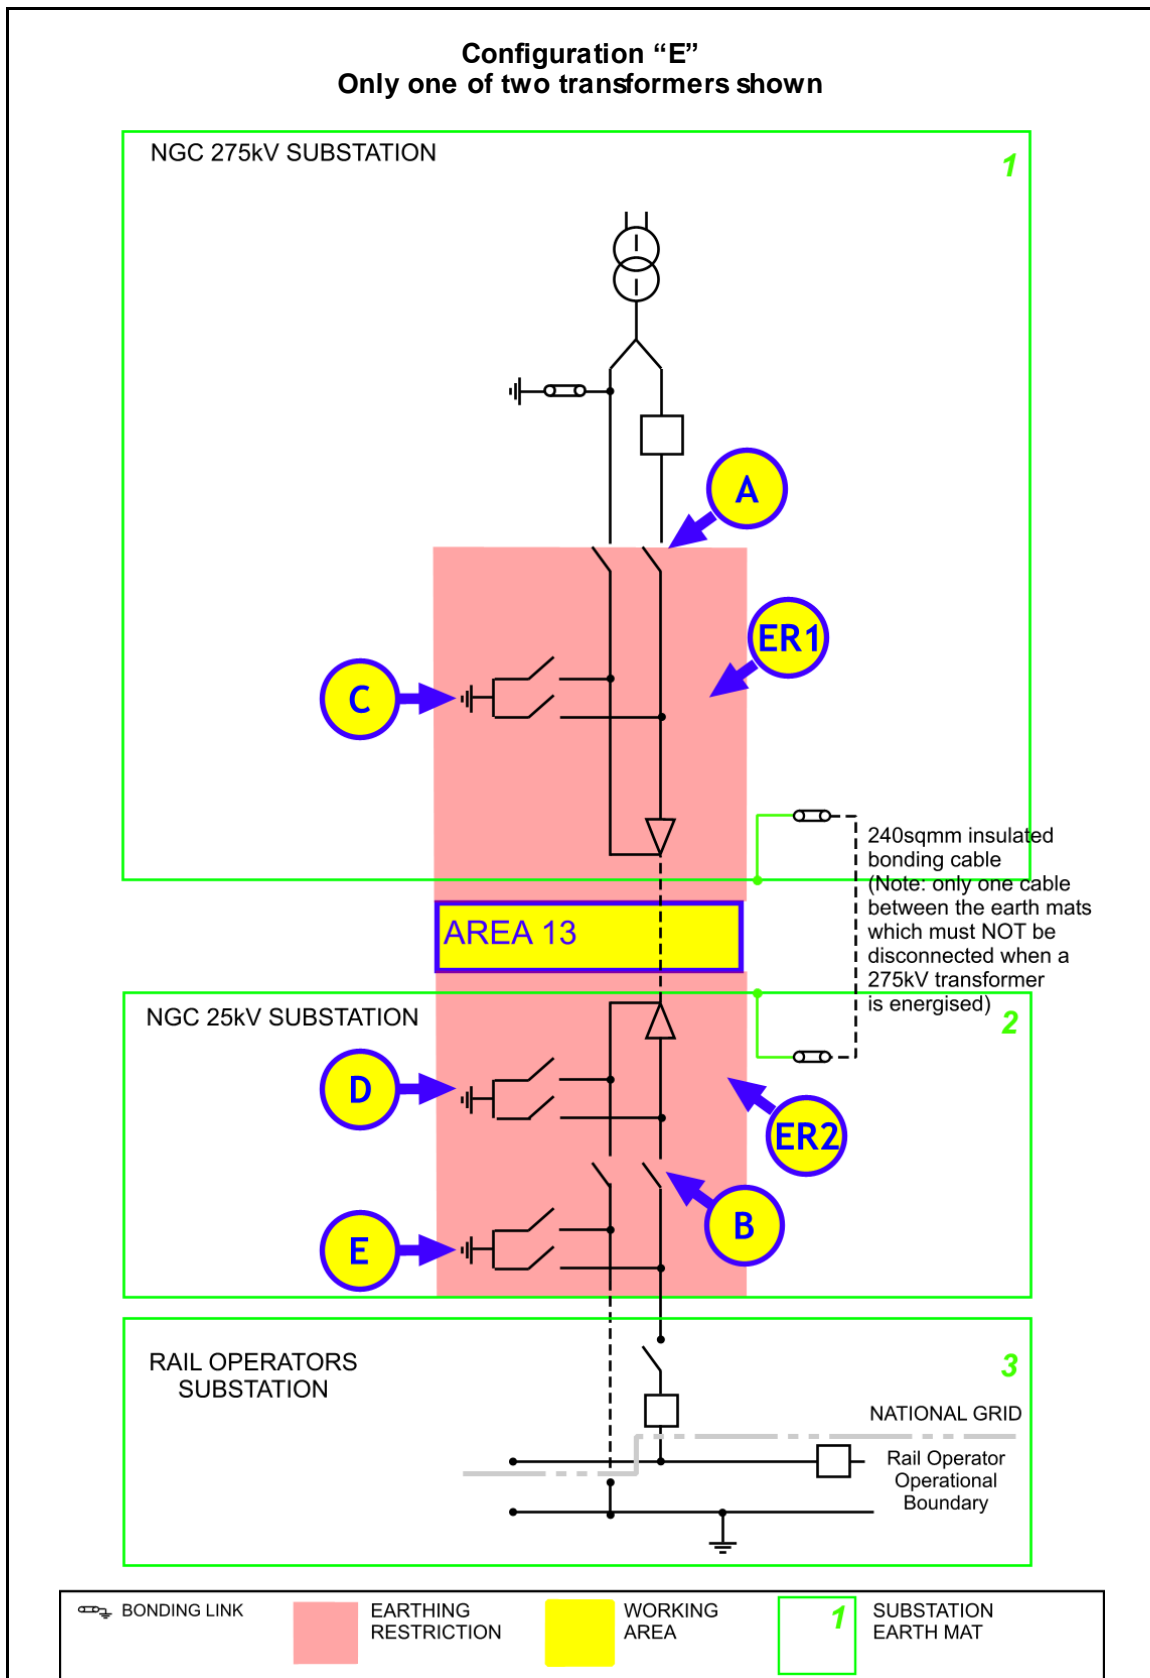 Configuration “E”
Only one of two transformers shown
NGC 275kV SUBSTATION
1
A
ER1
C
240sqmm insulated
bonding cable
(Note: only one cable
between the earth mats
which must NOT be
disconnected when a
275kV transformer
is energised)
AREA 13
NGC 25kV SUBSTATION
2
D
ER2
B
E
RAIL OPERATORS
SUBSTATION
3
NATIONAL GRID
Rail Operator
Operational
Boundary
BONDING LINK
EARTHING
RESTRICTION
WORKING
AREA
1
SUBSTATION
EARTH MAT